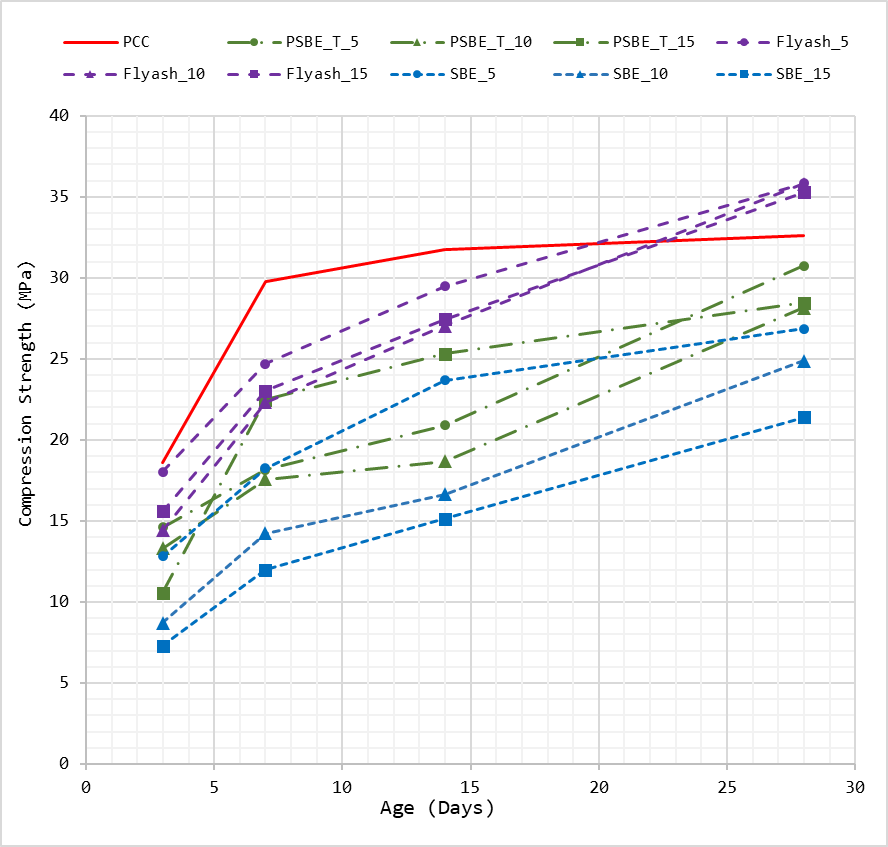 PCC PSBE_T_5 PSBE_T_10 PSBE_T_15 Flyash_5
Flyash_10 Flyash_15 SBE_5 SBE_10 SBE_15
40
35
30
25
20
15
10
5
0
Compression Strength (MPa)
0 5 10 15 20 25 30
Age (Days)